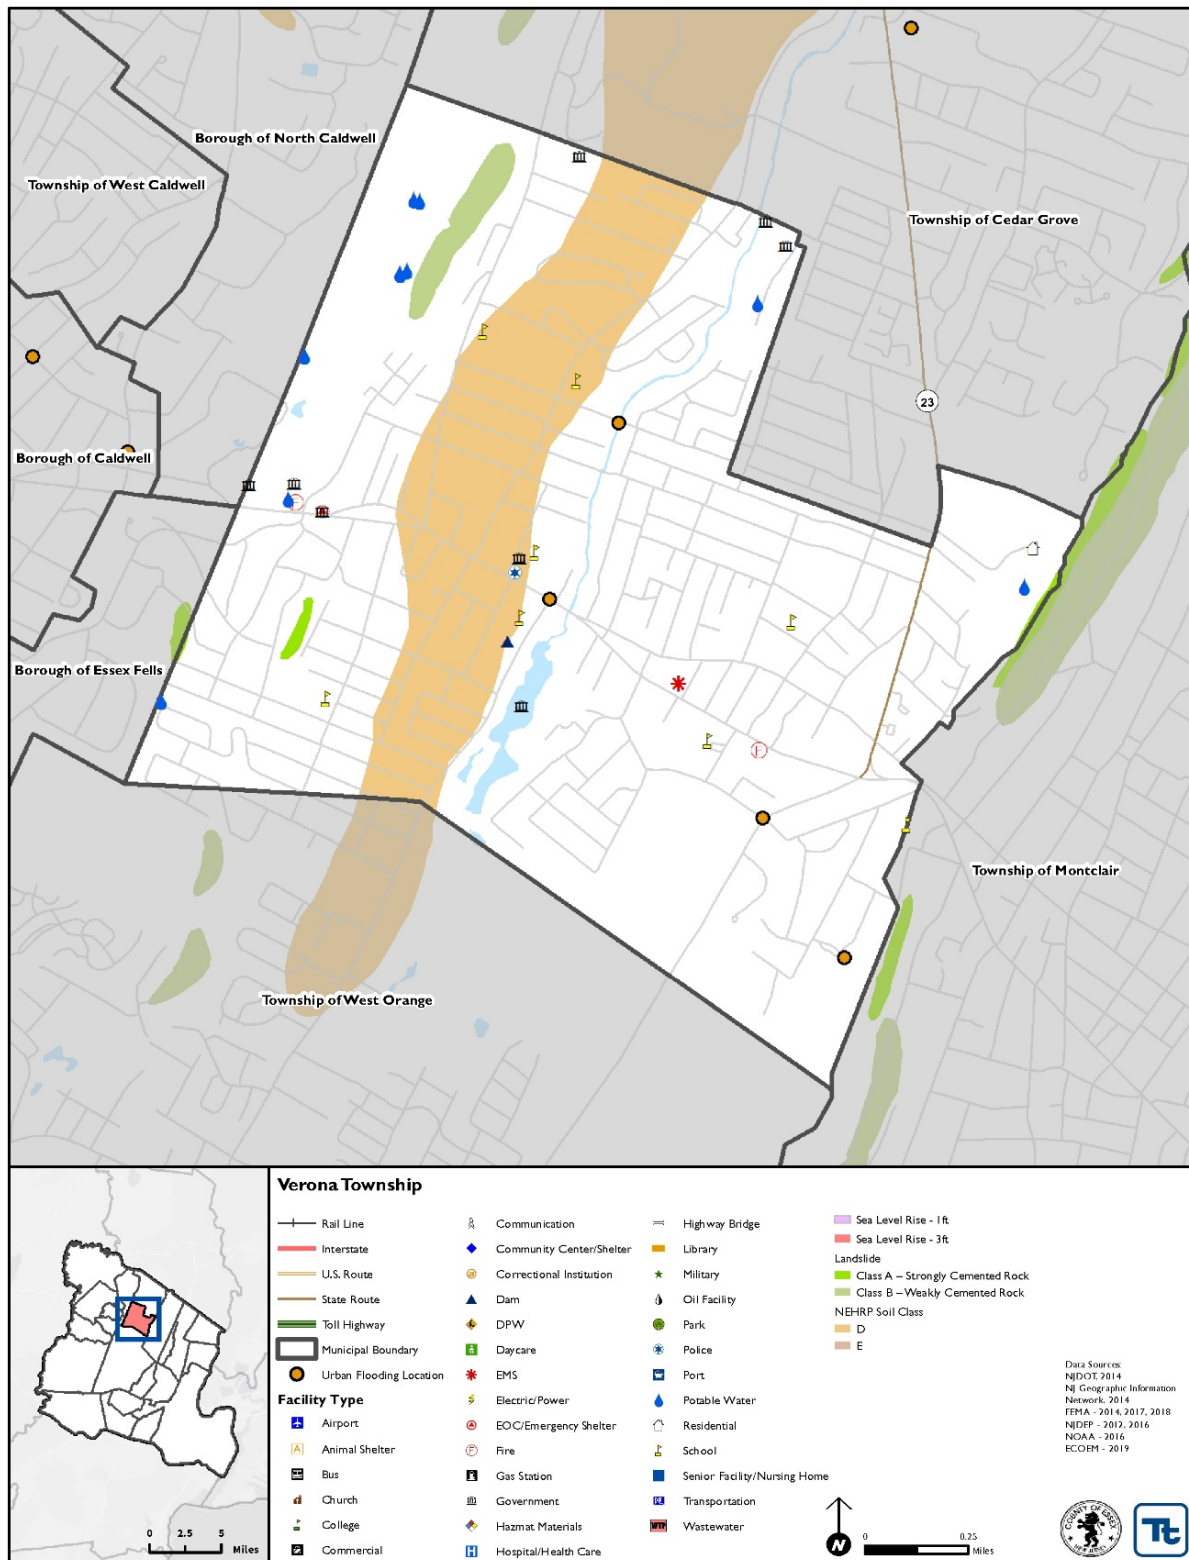 Borough of North Caldwell
Township of West Caldwell
Township of Cedar Grove
23
Borough of Caldwell
F
Borough of Essex Fells
F
Township of Montclair
Township of West Orange
Verona Township
Rail Line
Interstate
U.S. Route
State Route
Toll Highway
Municipal Boundary
Urban Flooding Location
Facility Type
Airport
A Animal Shelter
Bus
Church
College
Commercial
Communication
Community Center/Shelter
Correctional Institution
Dam
DPW
Daycare
EMS
Electric/Power
EOC/Emergency Shelter
F Fire
Gas Station
Government
Hazmat Materials
H Hospital/Health Care
Highway Bridge
Library
Military
Oil Facility
Park
Police
Port
Potable Water
Residential
School
Senior Facility/Nursing Home
Transportation
WTP Wastewater
Sea Level Rise - 1ft
Sea Level Rise - 3ft
Landslide
Class A – Strongly Cemented Rock
Class B – Weakly Cemented Rock
NEHRP Soil Class
D
E
Data Sources:
NJDOT, 2014
NJ Geographic Information
Network, 2014
FEMA - 2014, 2017, 2018
NJDEP - 2012, 2016
NOAA - 2016
ECOEM - 2019
0 2.5 5
Miles
N
0 0.25
Miles
COUNTY OF ESSEX
NEW JERSEY
Tt